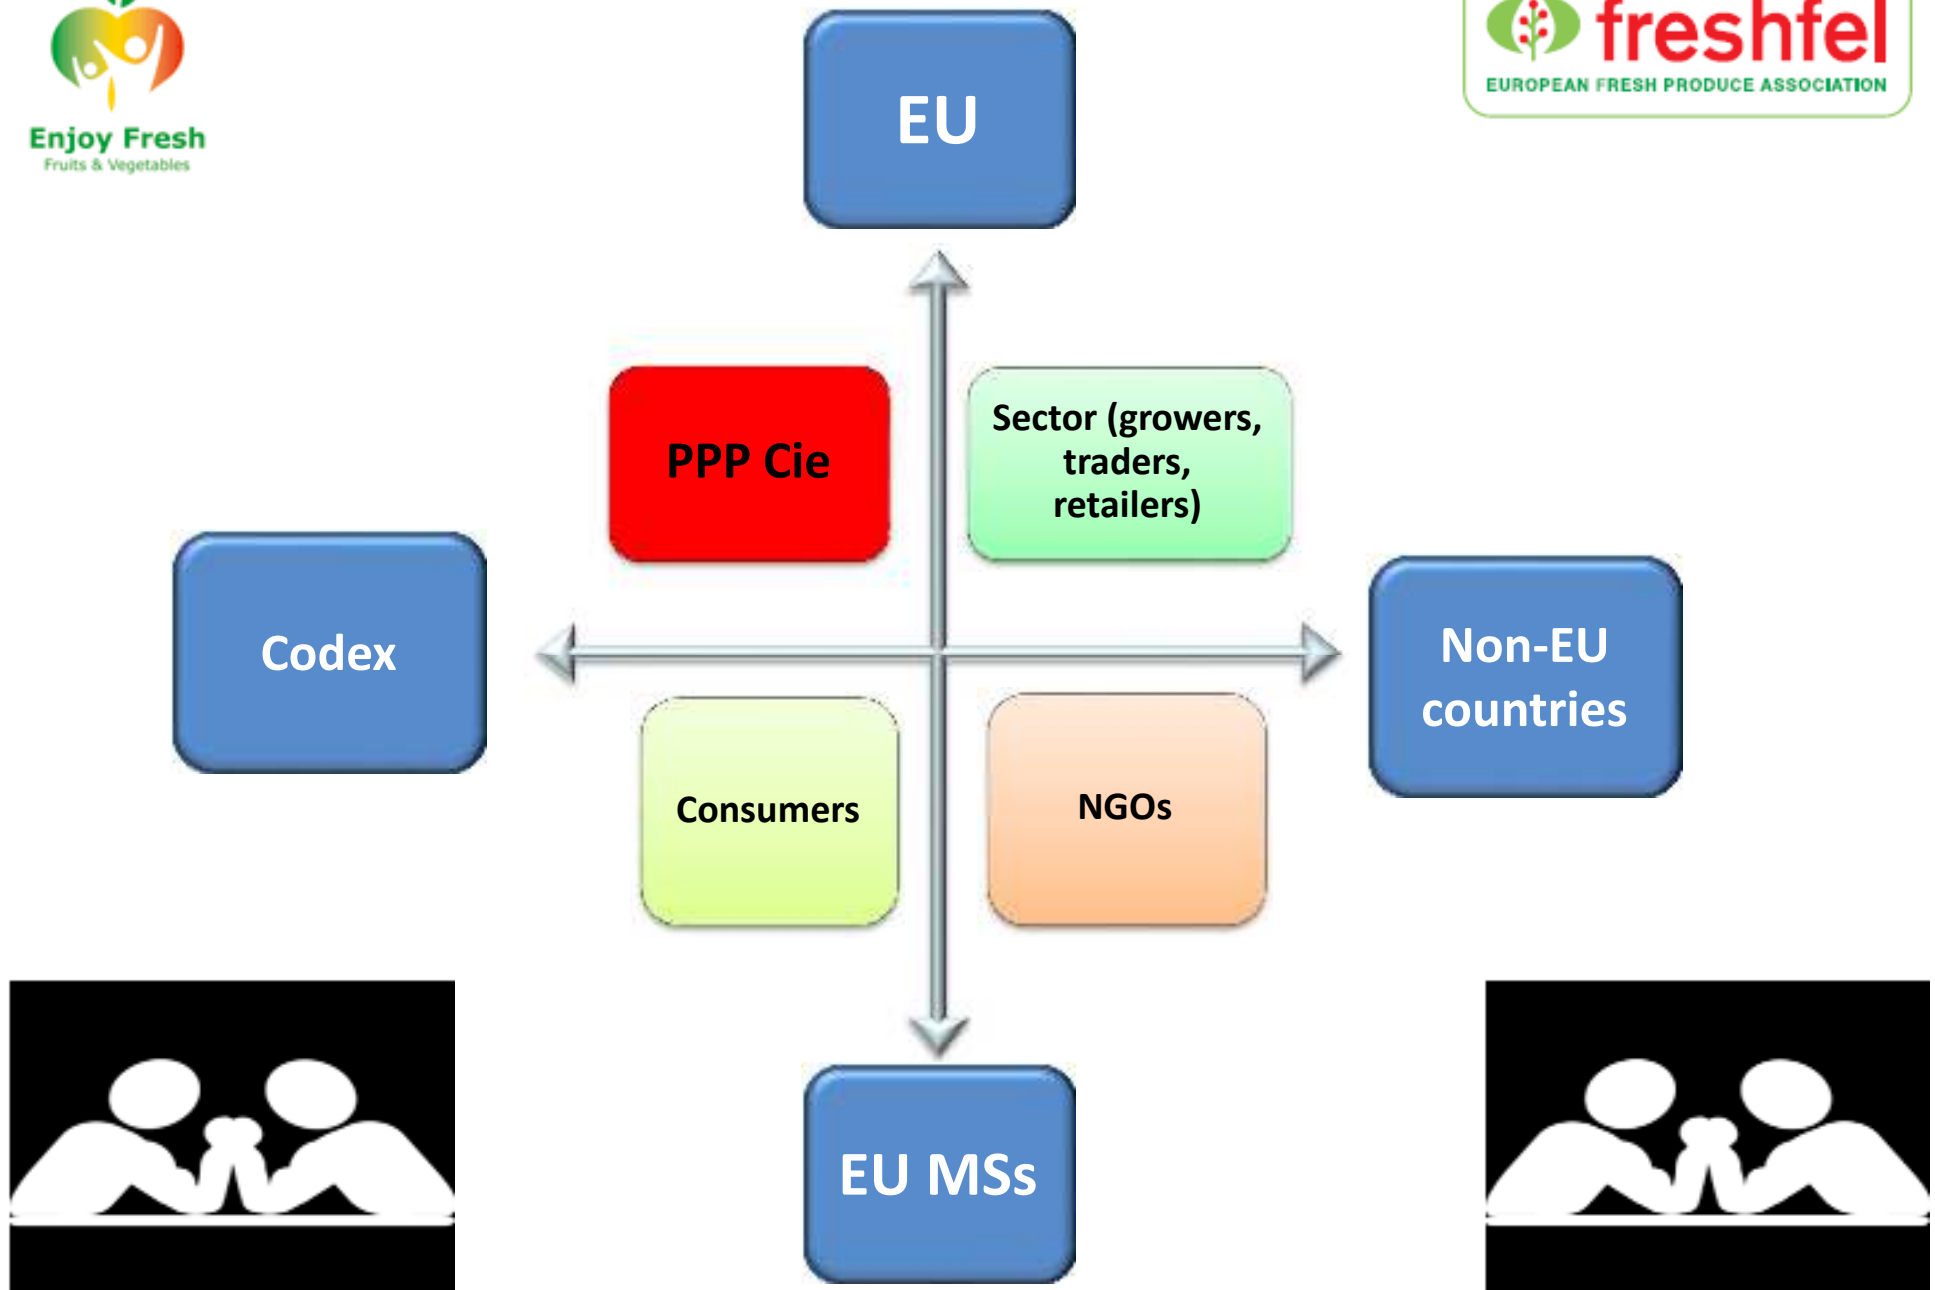 Enjoy Fresh
Fruits & Vegetables
EU
freshfel
EUROPEAN FRESH PRODUCE ASSOCIATION
PPP Cie
Sector (growers,
traders,
retailers)
Codex
Non-EU
countries
Consumers
NGOs
EU MSs